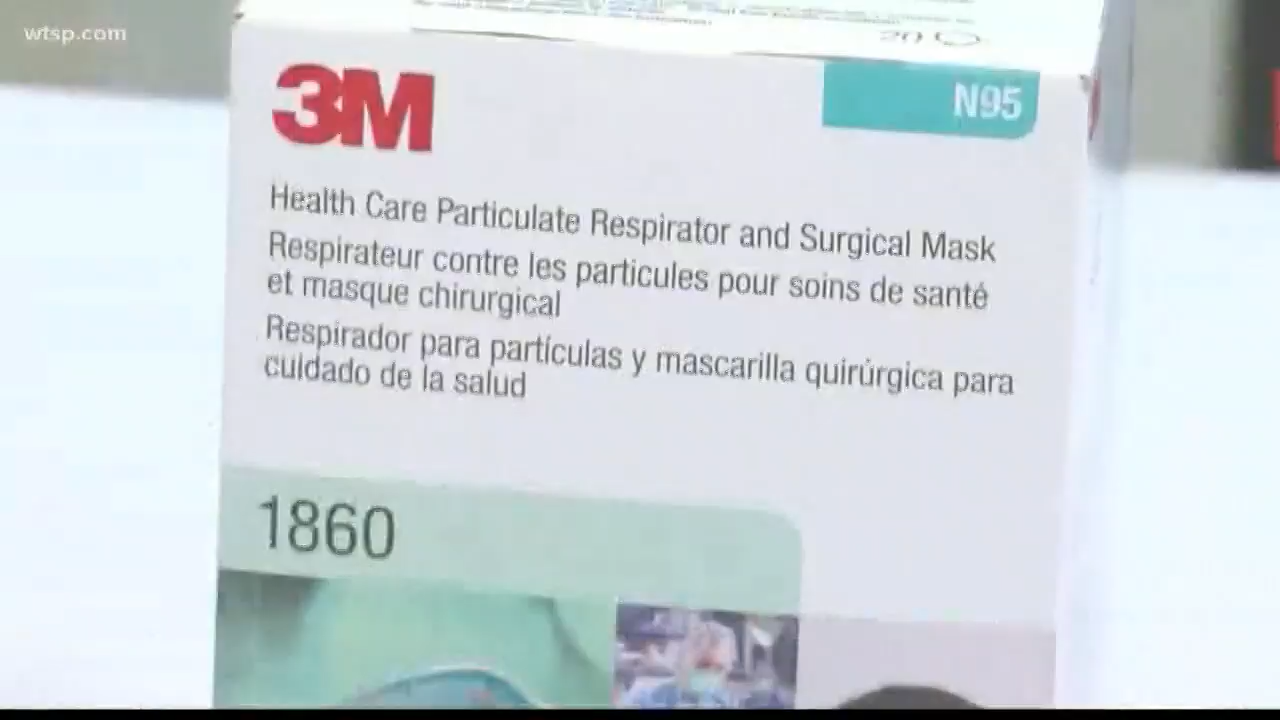 wtsp.com
20
3M
N95
Health Care Particulate Respirator and Surgical Mask
Respirateur contre les particules pour soins de santé
et masque chirurgical
Respirador para partículas y mascarilla quirúrgica para
cuidado de la salud
1860